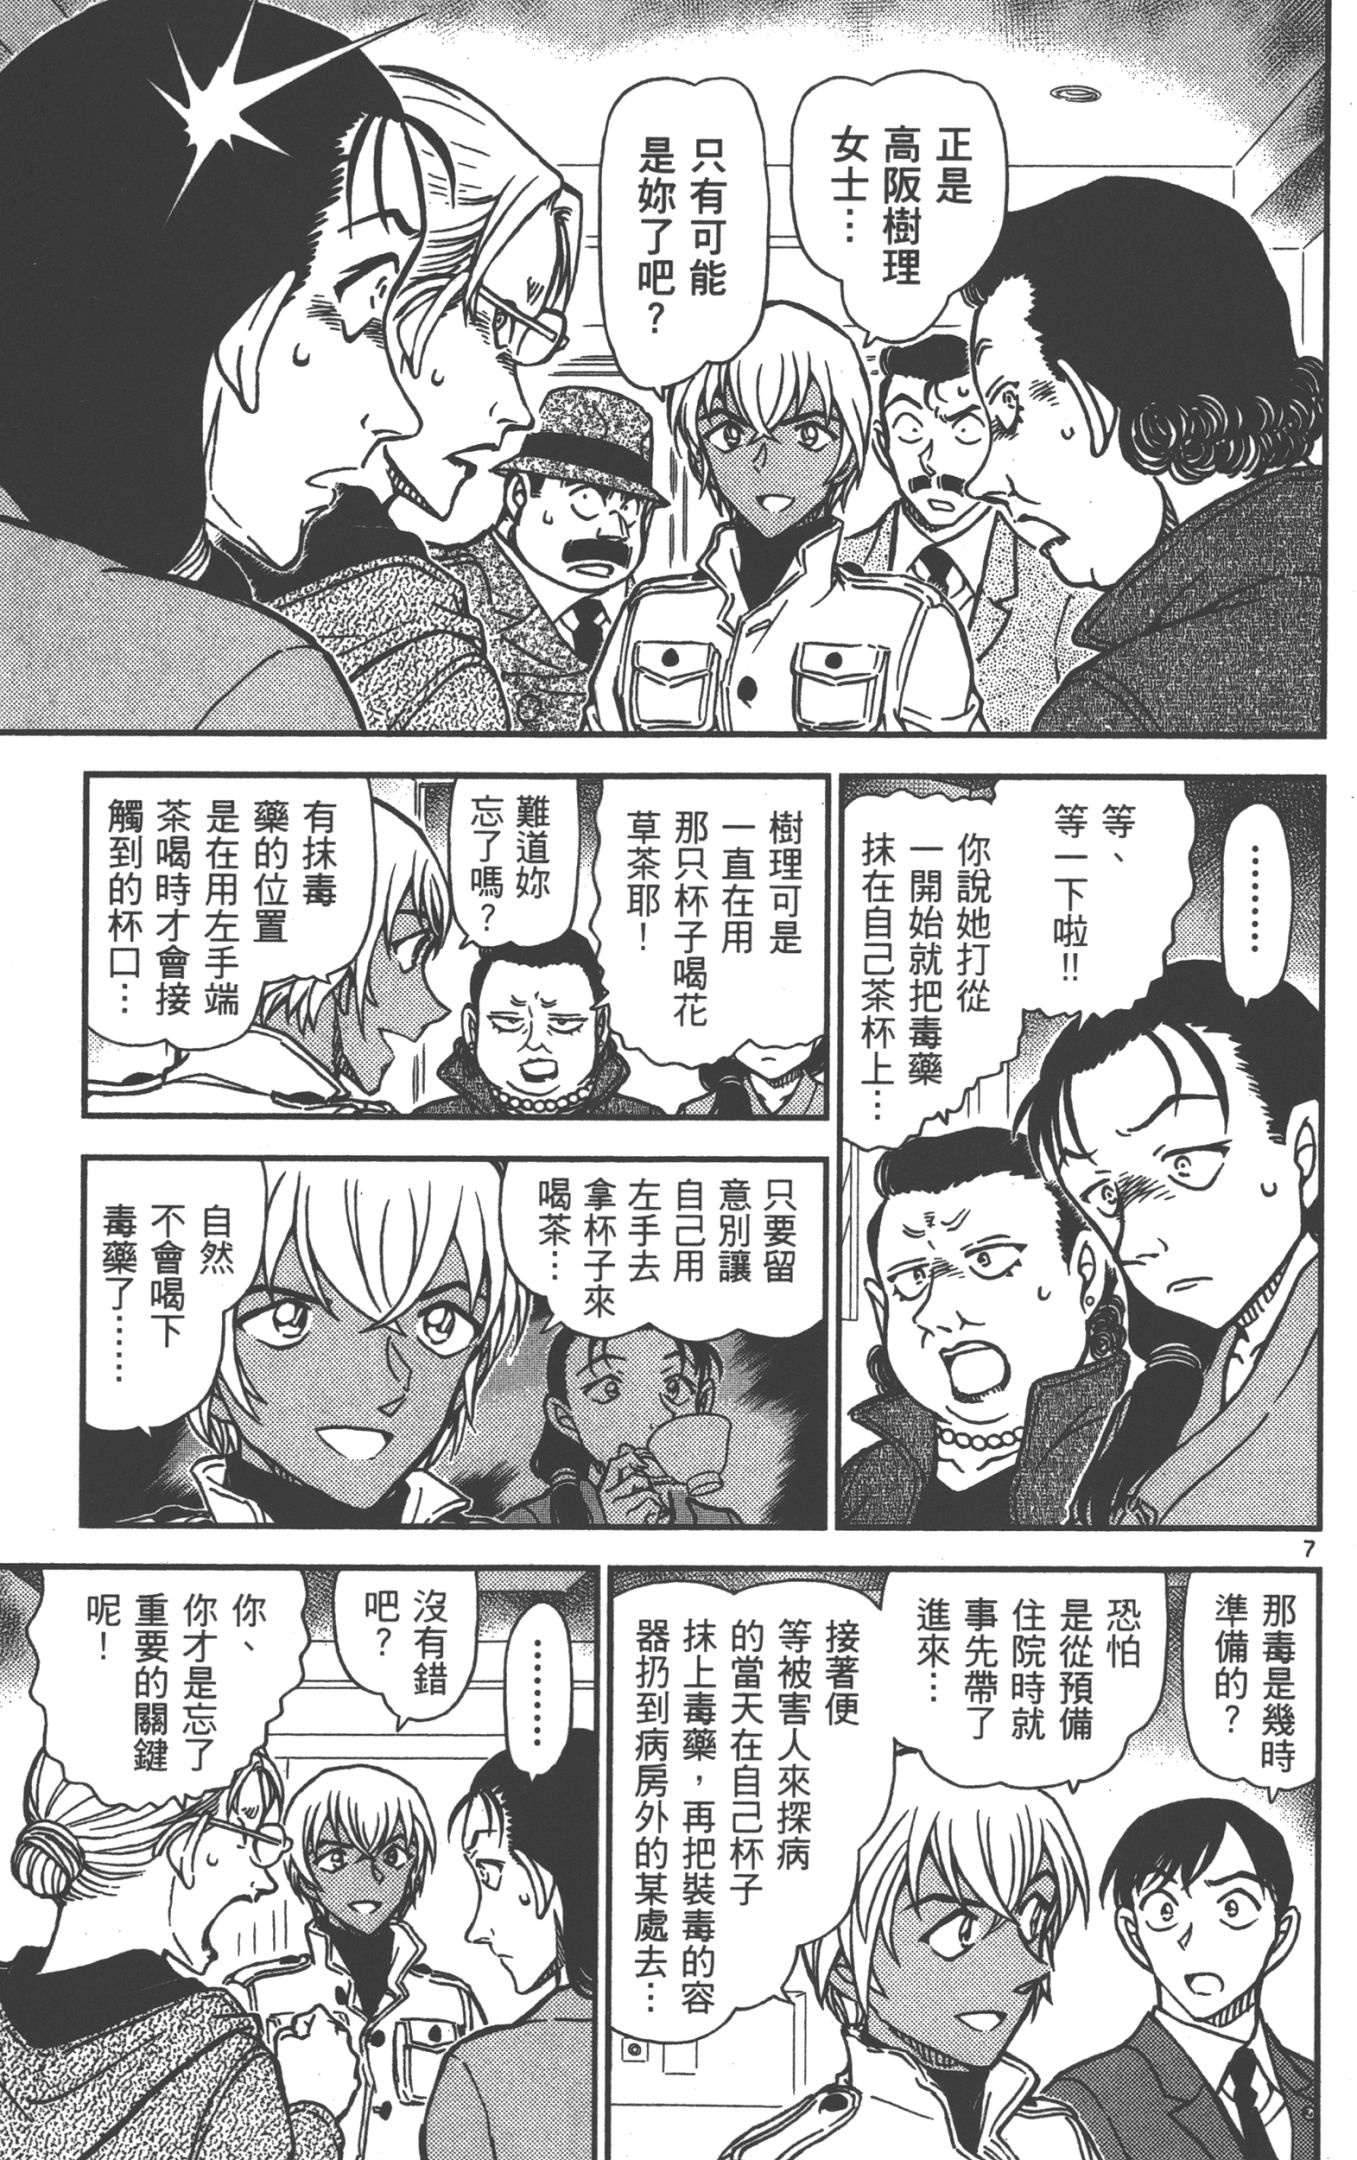 正是
高阪樹理
女士…
只有可能
是妳了吧？
………
等、
等一下啦!!
你說她打從
一開始就把毒藥
抹在自己茶杯上…
樹理可是
一直在用
那只杯子喝花
草茶耶！
難道妳
忘了嗎？
有抹毒
藥的位置
是在用左手端
茶喝時才會接
觸到的杯口…
只要留
意別讓
自己用
左手去
拿杯子來
喝茶…
自然
不會喝下
毒藥了……
7
那毒是幾時
準備的？
恐怕
是從預備
住院時就
事先帶了
進來…
接著便
等被害人來探病
的當天在自己杯子
抹上毒藥，再把裝毒的容
器扔到病房外的某處去…
………
沒有錯
吧？
你、
你才是忘了
重要的關鍵
呢！